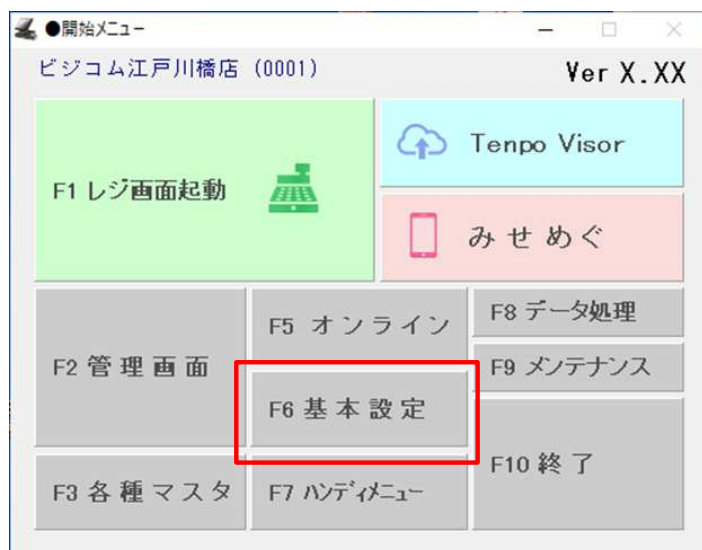 ●開始メニュー
ビジコム江戸川橋店 (0001)
Ver X.XX
F1 レジ画面起動
Tenpo Visor
みせめぐ
F2 管理画面
F5 オンライン
F8 データ処理
F9 メンテナンス
F6 基本設定
F10 終了
F3 各種マスタ
F7 ハンディメニュー